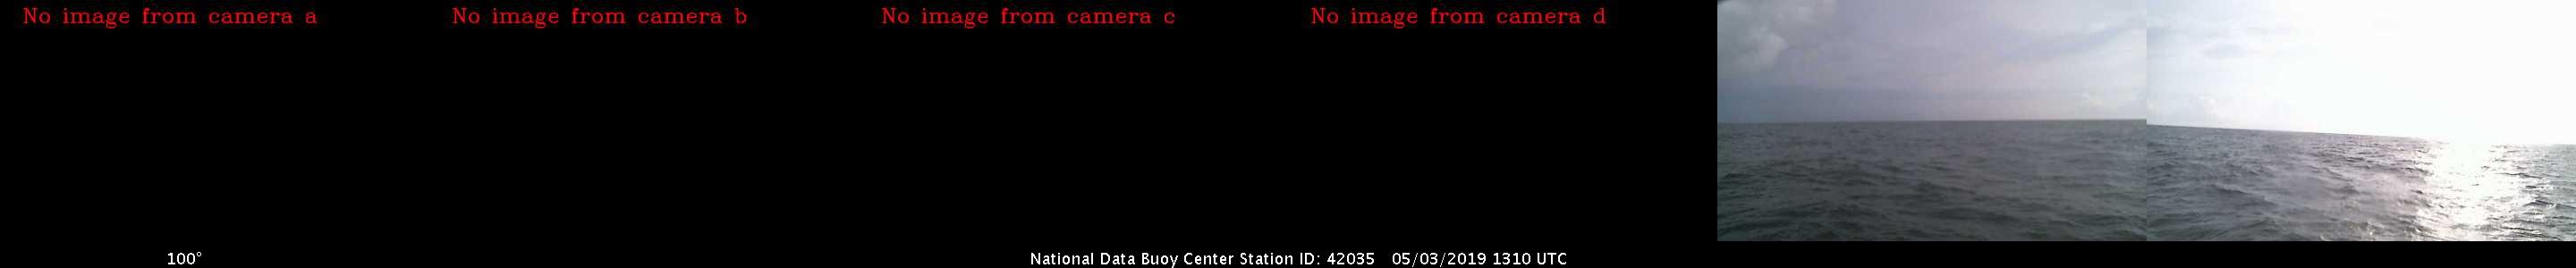 No image from camera a
No image from camera b
No image from camera c
No image from camera d
100°
National Data Buoy Center Station ID: 42035 05/03/2019 1310 UTC